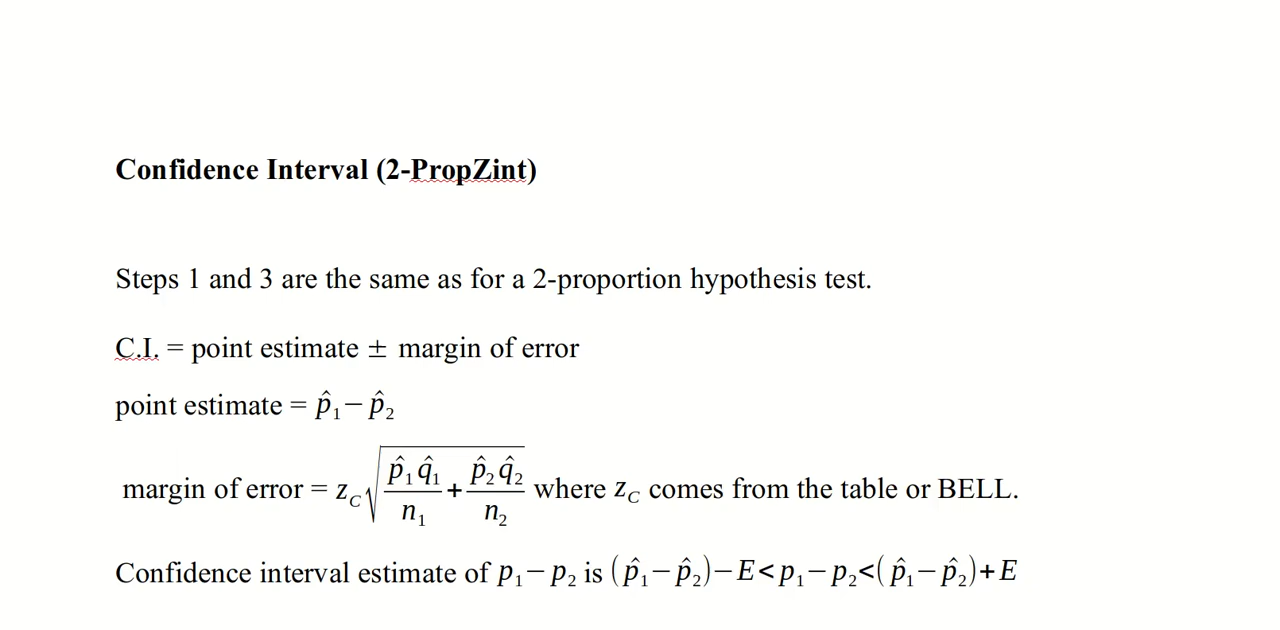 Confidence Interval (2-PropZint)
Steps 1 and 3 are the same as for a 2-proportion hypothesis test.
C.I. = point estimate ± margin of error
point estimate = p̂₁ − p̂₂
margin of error = z_C √(p̂₁ q̂₁ / n₁ + p̂₂ q̂₂ / n₂) where z_C comes from the table or BELL.
Confidence interval estimate of p₁ − p₂ is (p̂₁ − p̂₂) − E < p₁ − p₂ < (p̂₁ − p̂₂) + E